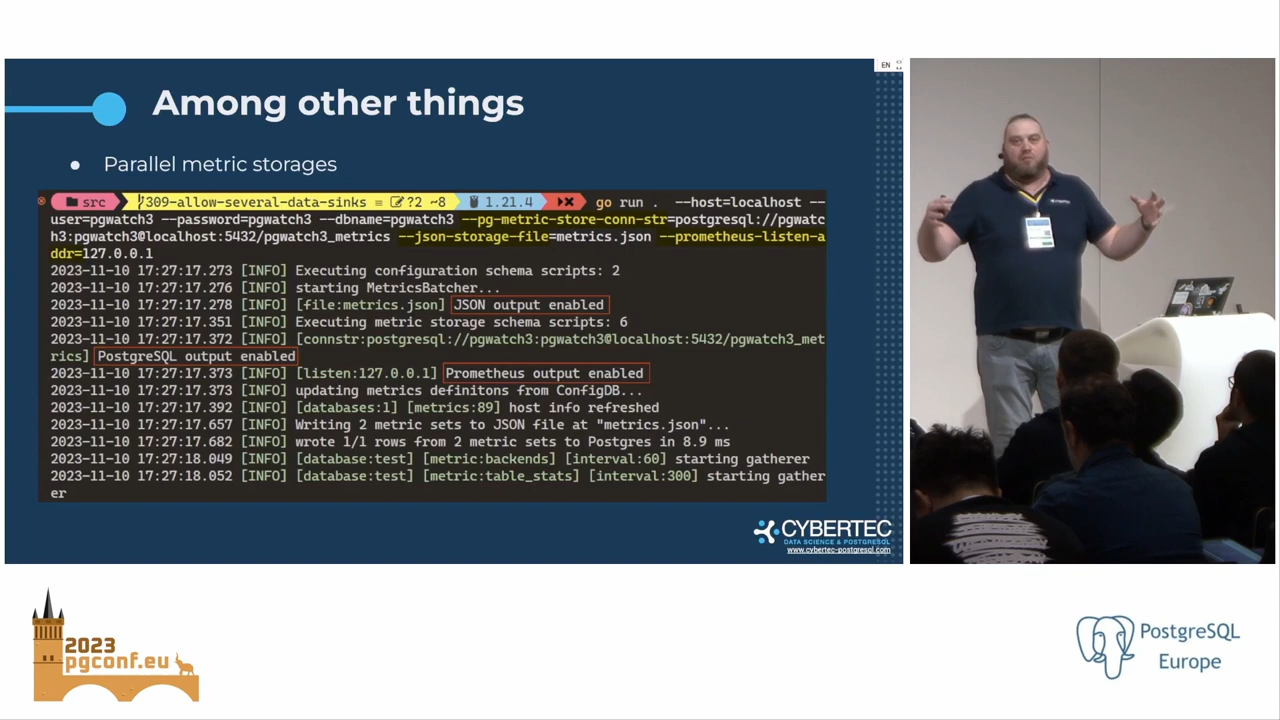 EN
Among other things
Parallel metric storages
src
309-allow-several-data-sinks ≡ ?2 ~8
1.21.4
go run . --host=localhost --
user=pgwatch3 --password=pgwatch3 --dbname=pgwatch3 --pg-metric-store-conn-str=postgresql://pgwatc
h3:pgwatch3@localhost:5432/pgwatch3_metrics --json-storage-file=metrics.json --prometheus-listen-a
ddr=127.0.0.1
2023-11-10 17:27:17.273 [INFO] Executing configuration schema scripts: 2
2023-11-10 17:27:17.276 [INFO] starting MetricsBatcher...
2023-11-10 17:27:17.278 [INFO] [file:metrics.json] JSON output enabled
2023-11-10 17:27:17.351 [INFO] Executing metric storage schema scripts: 6
2023-11-10 17:27:17.372 [INFO] [connstr:postgresql://pgwatch3:pgwatch3@localhost:5432/pgwatch3_met
rics] PostgreSQL output enabled
2023-11-10 17:27:17.373 [INFO] [listen:127.0.0.1] Prometheus output enabled
2023-11-10 17:27:17.373 [INFO] updating metrics definitons from ConfigDB...
2023-11-10 17:27:17.392 [INFO] [databases:1] [metrics:89] host info refreshed
2023-11-10 17:27:17.657 [INFO] Writing 2 metric sets to JSON file at "metrics.json"...
2023-11-10 17:27:17.682 [INFO] wrote 1/1 rows from 2 metric sets to Postgres in 8.9 ms
2023-11-10 17:27:18.049 [INFO] [database:test] [metric:backends] [interval:60] starting gatherer
2023-11-10 17:27:18.052 [INFO] [database:test] [metric:table_stats] [interval:300] starting gather
er
CYBERTEC
DATA SCIENCE & POSTGRESQL
www.cybertec-postgresql.com
CYBERTEC
2023
pgconf.eu
PostgreSQL
Europe